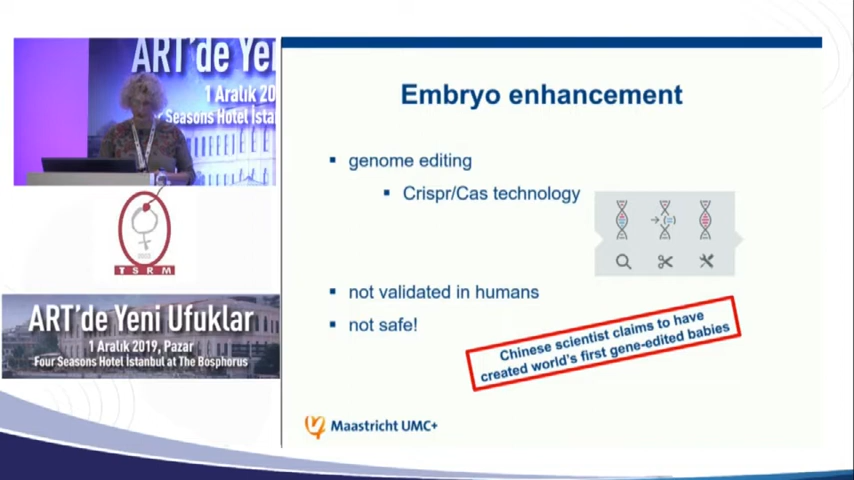 ART'de Yeni
1 Aralık 20
Seasons Hotel İsta
TSRM
ART'de Yeni Ufuklar
1 Aralık 2019, Pazar
Four Seasons Hotel İstanbul at The Bosphorus
Embryo enhancement
genome editing
Crispr/Cas technology
not validated in humans
not safe!
Chinese scientist claims to have
created world's first gene-edited babies
Maastricht UMC+